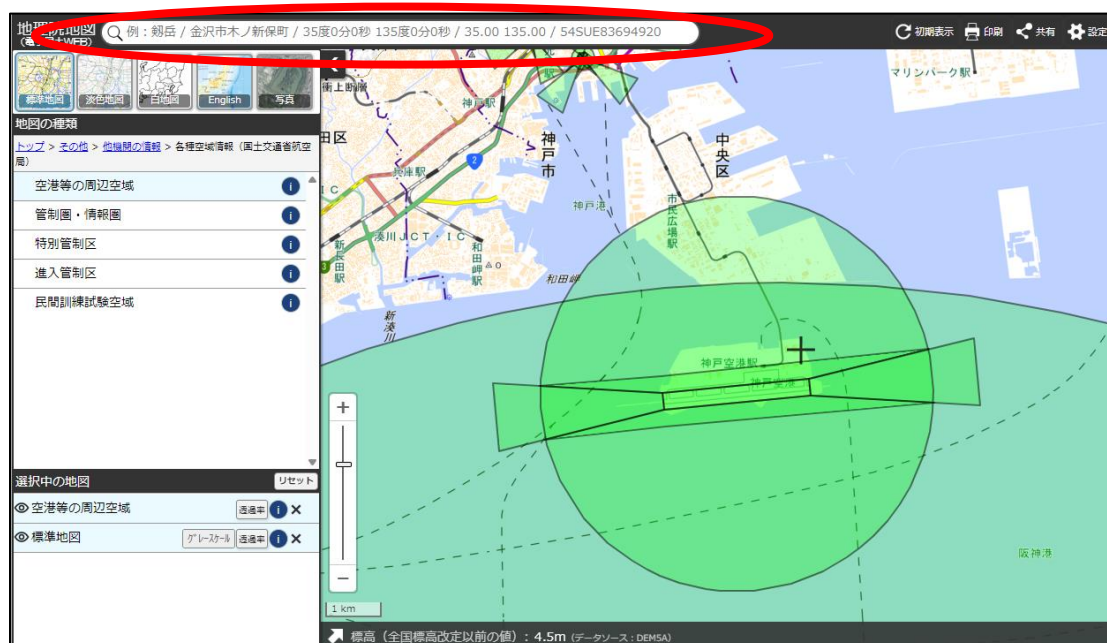 地理院地図
(電子国土WEB)
例：剱岳 / 金沢市木ノ新保町 / 35度0分0秒 135度0分0秒 / 35.00 135.00 / 54SUE83694920
初期表示 印刷 共有 設定
標準地図 淡色地図 白地図 English 写真
地図の種類
トップ > その他 > 他機関の情報 > 各種空域情報（国土交通省航空
局）
空港等の周辺空域
管制圏・情報圏
特別管制区
進入管制区
民間訓練試験空域
選択中の地図 リセット
空港等の周辺空域 透過率
標準地図 グレースケール 透過率
マリンパーク駅
神戸駅
田区
神戸市
中央区
兵庫駅
2
市民広場駅
神戸港
湊川JCT・IC
和田岬駅
新長田駅
和田岬
新湊川
神戸空港駅
神戸空港
阪神港
1 km
標高（全国標高改定以前の値）: 4.5m (データソース：DEM5A)